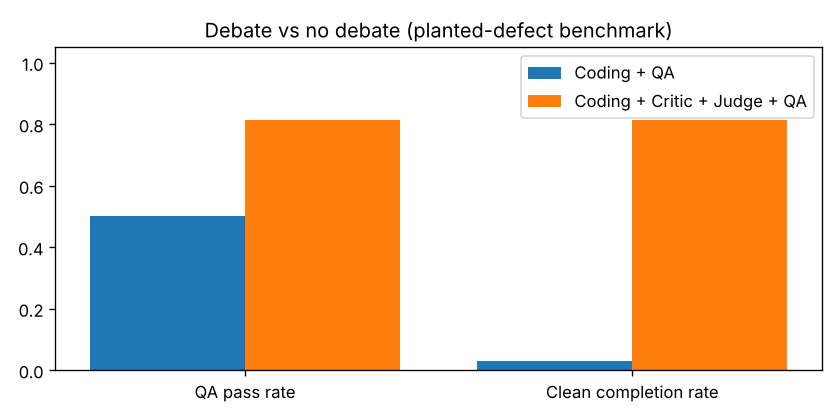 Debate vs no debate (planted-defect benchmark)
Coding + QA
Coding + Critic + Judge + QA
1.0
0.8
0.6
0.4
0.2
0.0
QA pass rate
Clean completion rate